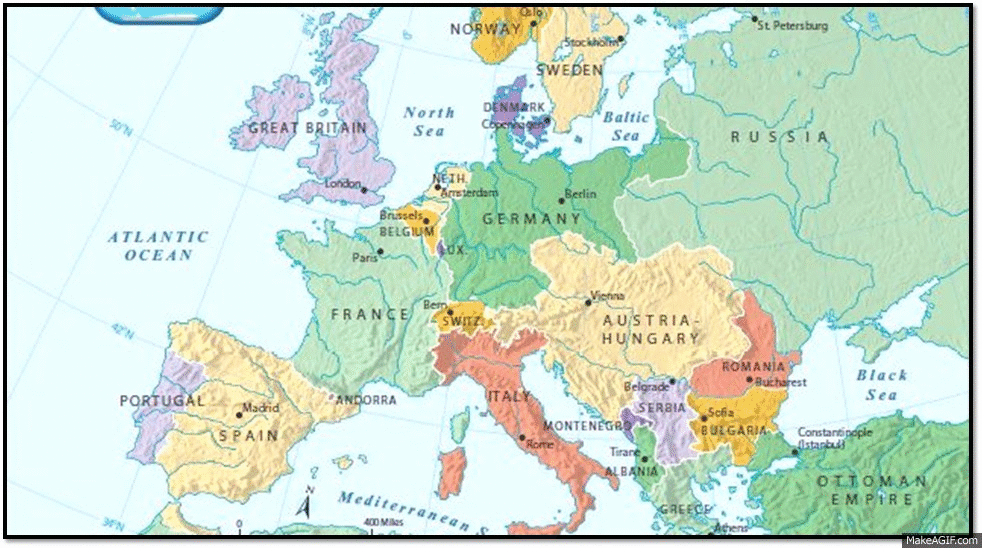 Oslo
NORWAY
St. Petersburg
Stockholm
SWEDEN
North
Sea
DENMARK
Copenhagen
Baltic
Sea
RUSSIA
50°N
GREAT BRITAIN
London
NETH.
Amsterdam
Berlin
GERMANY
Brussels
BELGIUM
ATLANTIC
OCEAN
Paris
UX.
Vienna
Bern
SWITZ.
FRANCE
AUSTRIA-
HUNGARY
42°N
ROMANIA
Bucharest
Black
Sea
Belgrade
SERBIA
PORTUGAL
ANDORRA
ITALY
Madrid
SPAIN
MONTENEGRO
Sofia
BULGARIA
Rome
Constantinople
(Istanbul)
Tirane
ALBANIA
OTTOMAN
EMPIRE
Mediterranean S
N
GREECE
0
400 Miles
Athens
MakeAGIF.com